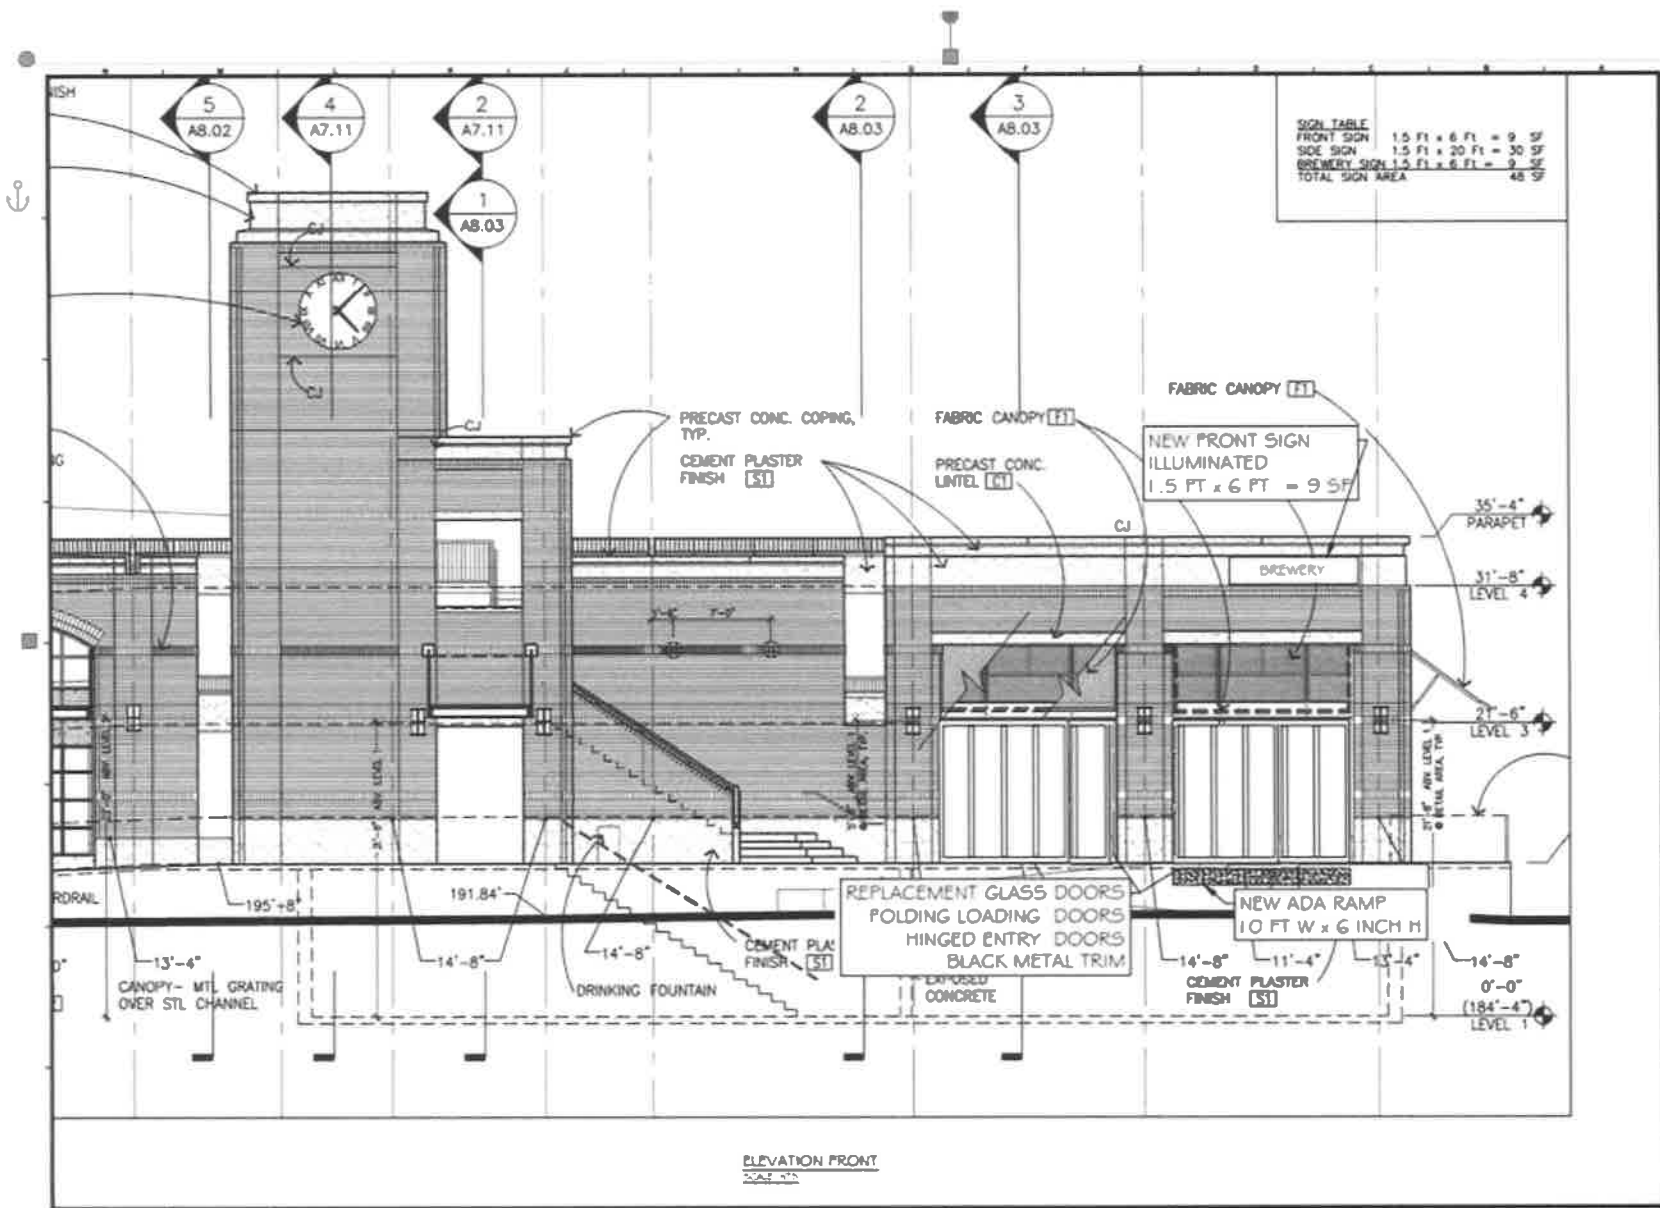 5
A8.02
4
A7.11
2
A7.11
1
A8.03
2
A8.03
3
A8.03
SIGN TABLE
FRONT SIGN 1.5 Ft x 6 Ft = 9 SF
SIDE SIGN 1.5 Ft x 20 Ft = 30 SF
BREWERY SIGN 1.5 Ft x 6 Ft = 9 SF
TOTAL SIGN AREA 48 SF
CJ
CJ
CJ
PRECAST CONC. COPING,
TYP.
CEMENT PLASTER
FINISH S1
FABRIC CANOPY F1
PRECAST CONC.
LINTEL C1
FABRIC CANOPY F1
NEW FRONT SIGN
ILLUMINATED
1.5 FT x 6 FT = 9 SF
CJ
35'-4"
PARAPET
BREWERY
31'-8"
LEVEL 4
7'-0"
21'-6"
LEVEL 3
RDRAIL
195'+8
191.84'
REPLACEMENT GLASS DOORS
FOLDING LOADING DOORS
HINGED ENTRY DOORS
BLACK METAL TRIM
NEW ADA RAMP
10 FT W x 6 INCH H
13'-4"
CANOPY- MTL GRATING
OVER STL CHANNEL
14'-8"
14'-8"
DRINKING FOUNTAIN
CEMENT PLAS
FINISH S1
EXPOSED
CONCRETE
14'-8"
11'-4"
13'-4"
14'-8"
CEMENT PLASTER
FINISH S1
0'-0"
(184'-4")
LEVEL 1
ELEVATION FRONT